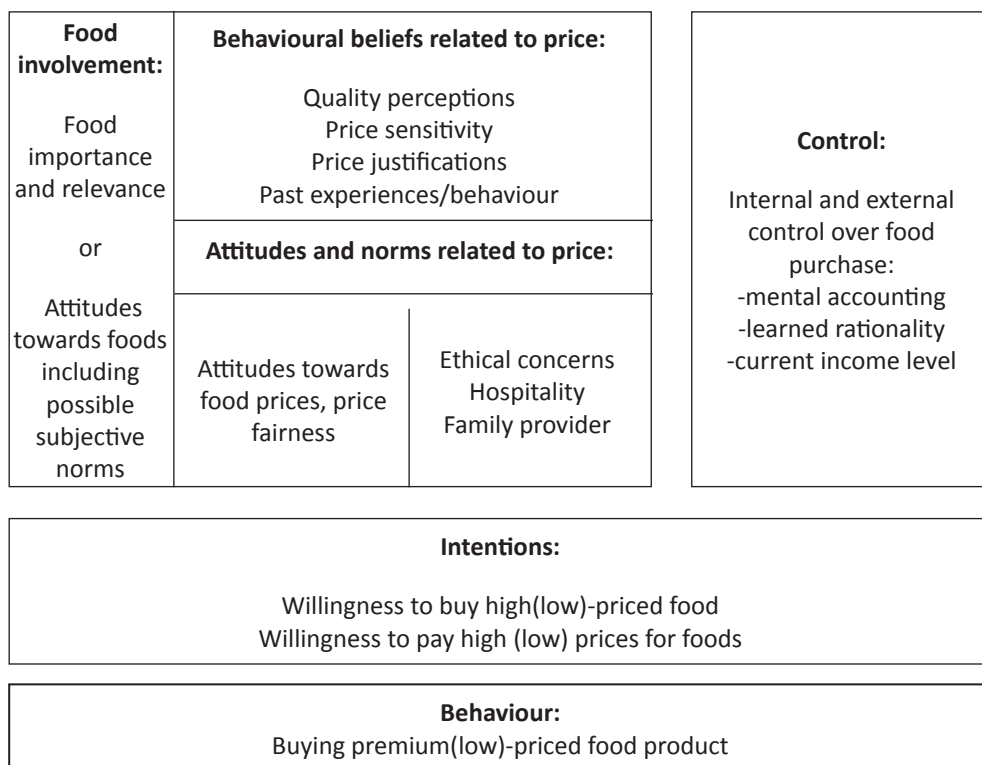 Food
involvement:
Food
importance
and relevance
or
Attitudes
towards foods
including
possible
subjective
norms
Behavioural beliefs related to price:
Quality perceptions
Price sensitivity
Price justifications
Past experiences/behaviour
Attitudes and norms related to price:
Attitudes towards
food prices, price
fairness
Ethical concerns
Hospitality
Family provider
Control:
Internal and external
control over food
purchase:
-mental accounting
-learned rationality
-current income level
Intentions:
Willingness to buy high(low)-priced food
Willingness to pay high (low) prices for foods
Behaviour:
Buying premium(low)-priced food product